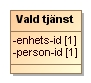 Vald tjänst
-enhets-id [1]
-person-id [1]